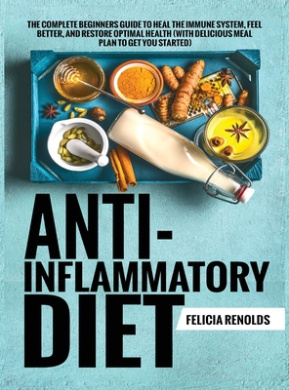 THE COMPLETE BEGINNERS GUIDE TO HEAL THE IMMUNE SYSTEM, FEEL
BETTER, AND RESTORE OPTIMAL HEALTH (WITH DELICIOUS MEAL
PLAN TO GET YOU STARTED)
ANTI-
INFLAMMATORY
DIET
FELICIA RENOLDS